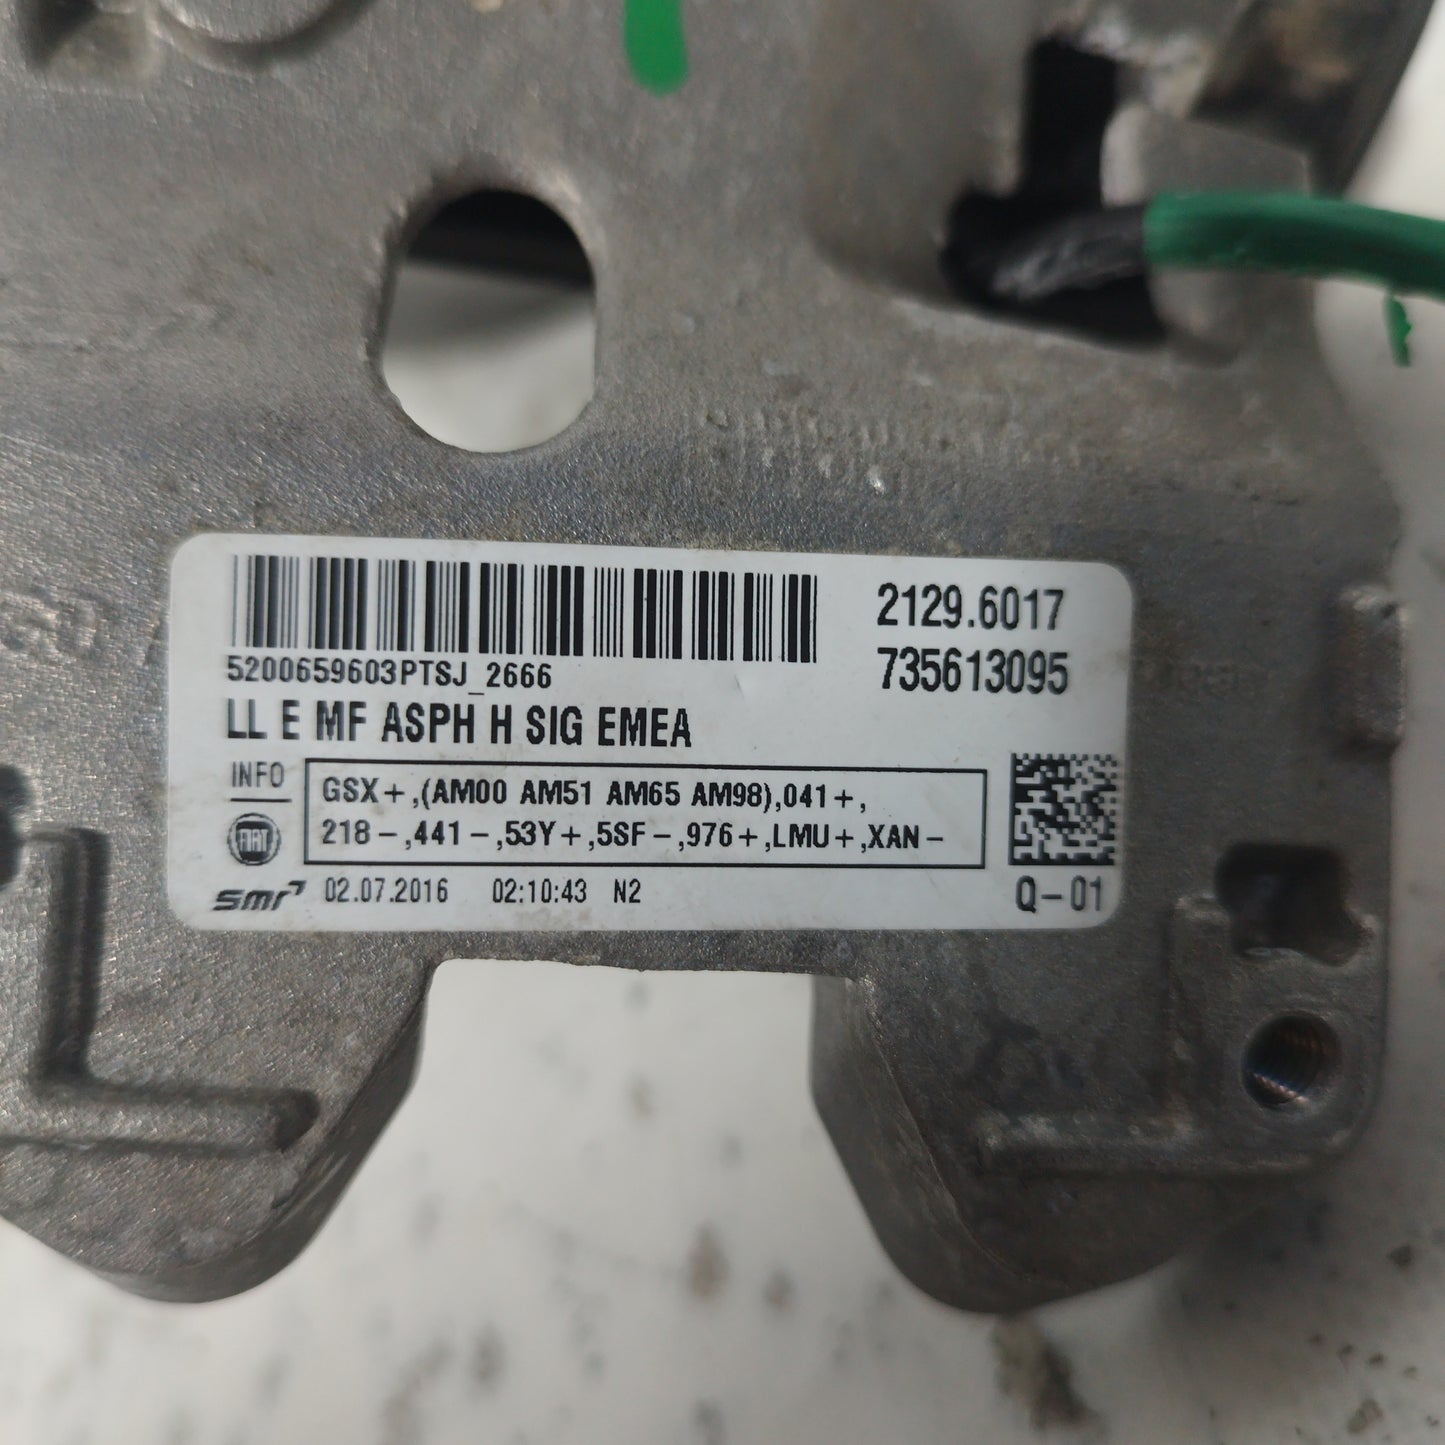 2129.6017
5200659603PTSJ_2666
735613095
LL E MF ASPH H SIG EMEA
INFO
GSX+,(AM00 AM51 AM65 AM98),041+,
218-,441-,53Y+,5SF-,976+,LMU+,XAN-
FIAT
smr 02.07.2016 02:10:43 N2
Q-01